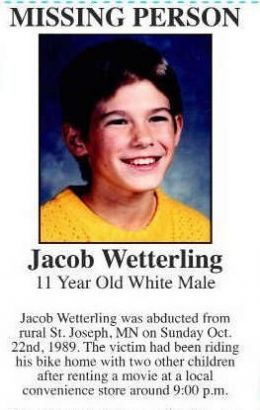 MISSING PERSON
Jacob Wetterling
11 Year Old White Male
Jacob Wetterling was abducted from
rural St. Joseph, MN on Sunday Oct.
22nd, 1989. The victim had been riding
his bike home with two other children
after renting a movie at a local
convenience store around 9:00 p.m.